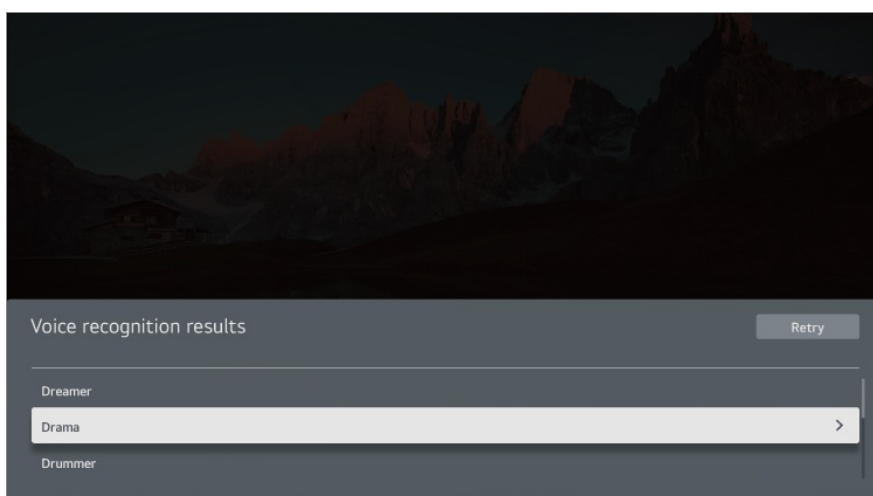 Voice recognition results
Retry
Dreamer
Drama
Drummer